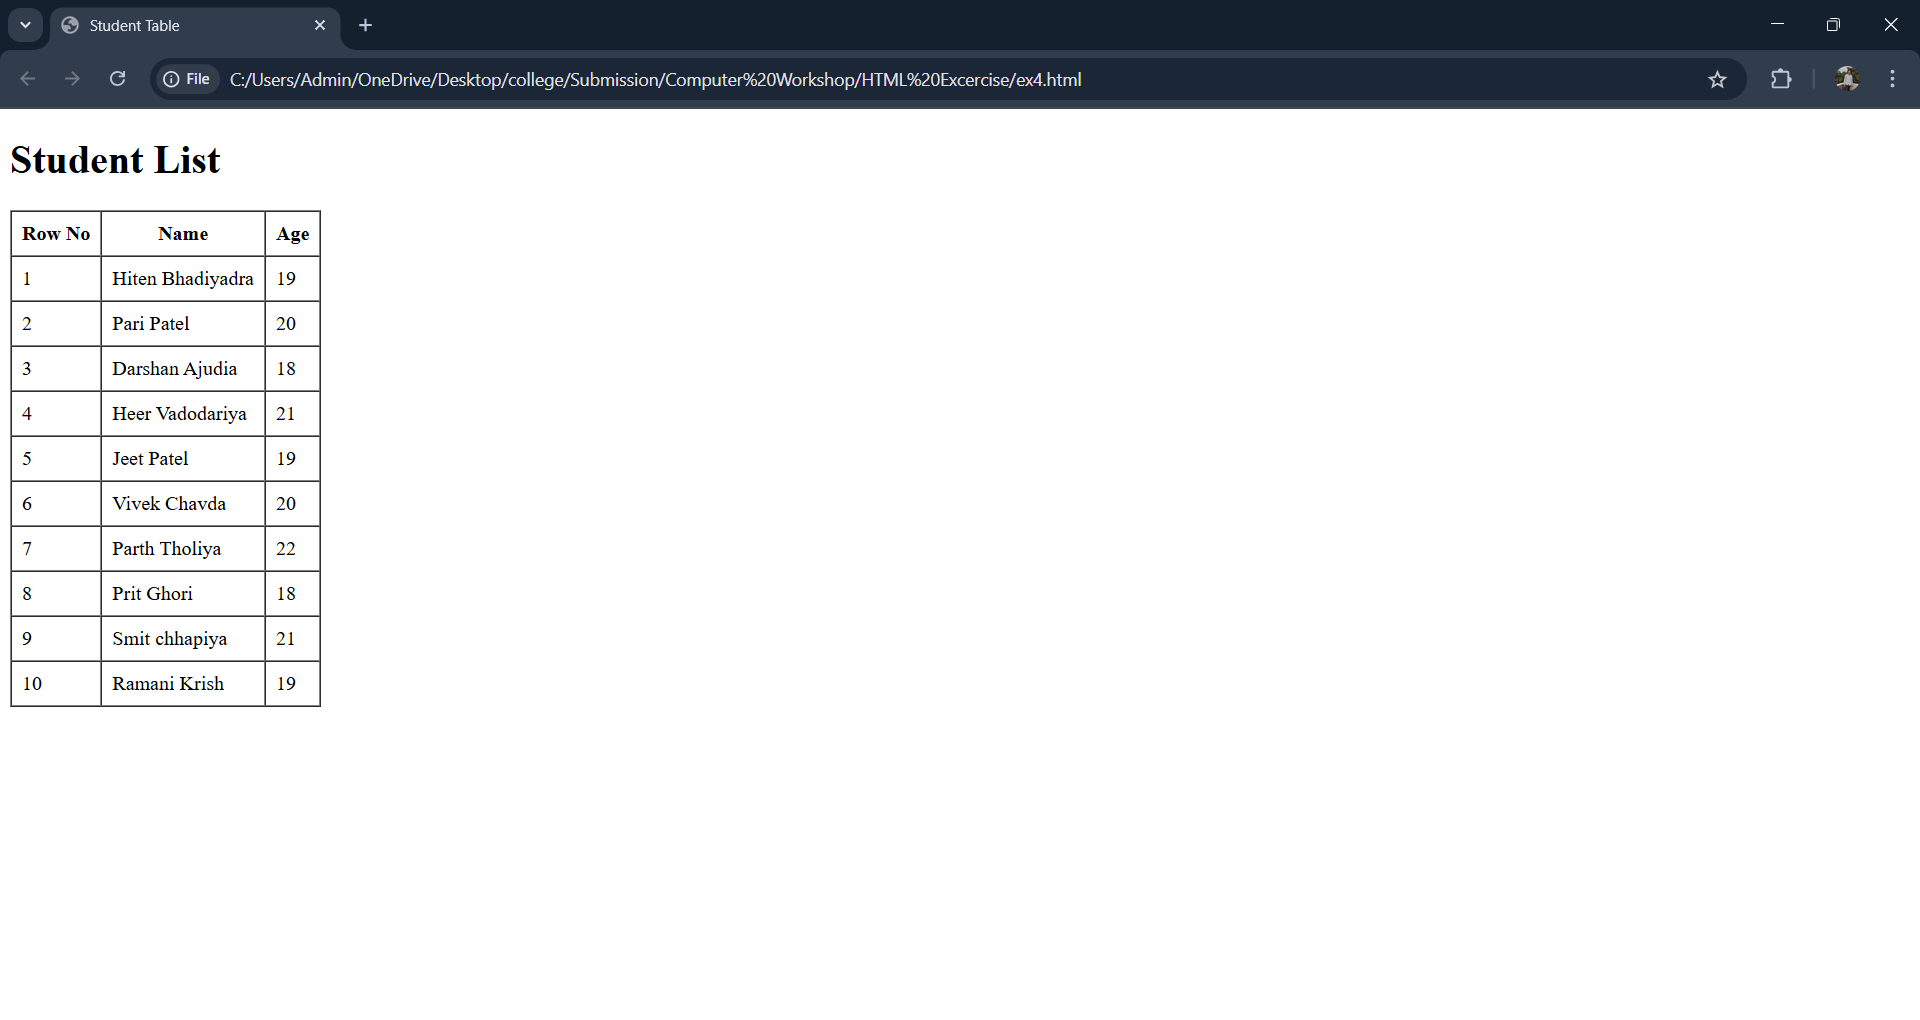 Student Table
File C:/Users/Admin/OneDrive/Desktop/college/Submission/Computer%20Workshop/HTML%20Excercise/ex4.html
Student List
Row No Name Age
1 Hiten Bhadiyadra 19
2 Pari Patel 20
3 Darshan Ajudia 18
4 Heer Vadodariya 21
5 Jeet Patel 19
6 Vivek Chavda 20
7 Parth Tholiya 22
8 Prit Ghori 18
9 Smit chhapiya 21
10 Ramani Krish 19